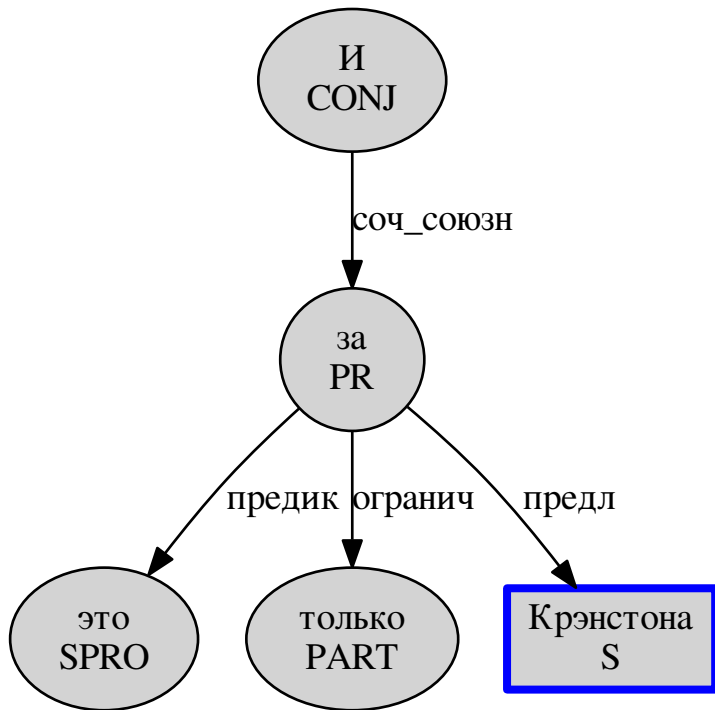 И
CONJ
соч_союзн
за
PR
предик огранич предл
это только Крэнстона
SPRO PART S